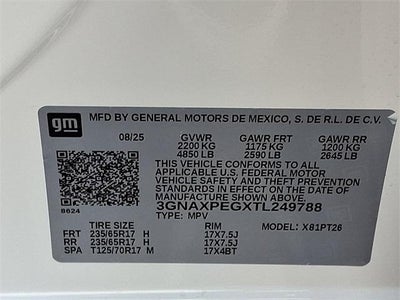 gm
MFD BY GENERAL MOTORS DE MEXICO, S. DE R.L. DE C.V.
08/25 GVWR GAWR FRT GAWR RR
2200 KG 1175 KG 1200 KG
4850 LB 2590 LB 2645 LB
THIS VEHICLE CONFORMS TO ALL
APPLICABLE U.S. FEDERAL MOTOR
VEHICLE SAFETY AND THEFT PREVENTION
STANDARDS IN EFFECT ON THE DATE OF
MANUFACTURE SHOWN ABOVE.
8624
3GNAXPEGXTL249788
TYPE: MPV
TIRE SIZE RIM MODEL: X81PT26
FRT 235/65R17 H 17X7.5J
RR 235/65R17 H 17X7.5J
SPA T125/70R17 M 17X4BT